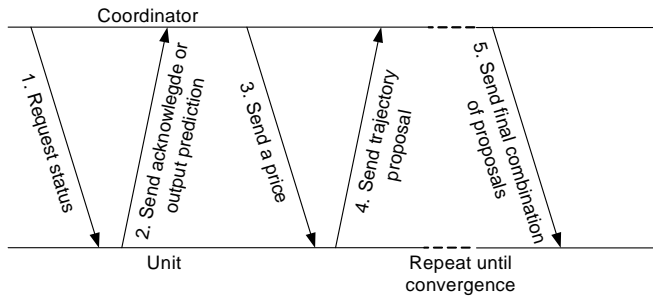 Coordinator
1. Request status
2. Send acknowlegde or
output prediction
3. Send a price
4. Send trajectory
proposal
5. Send final combination
of proposals
Unit
Repeat until
convergence